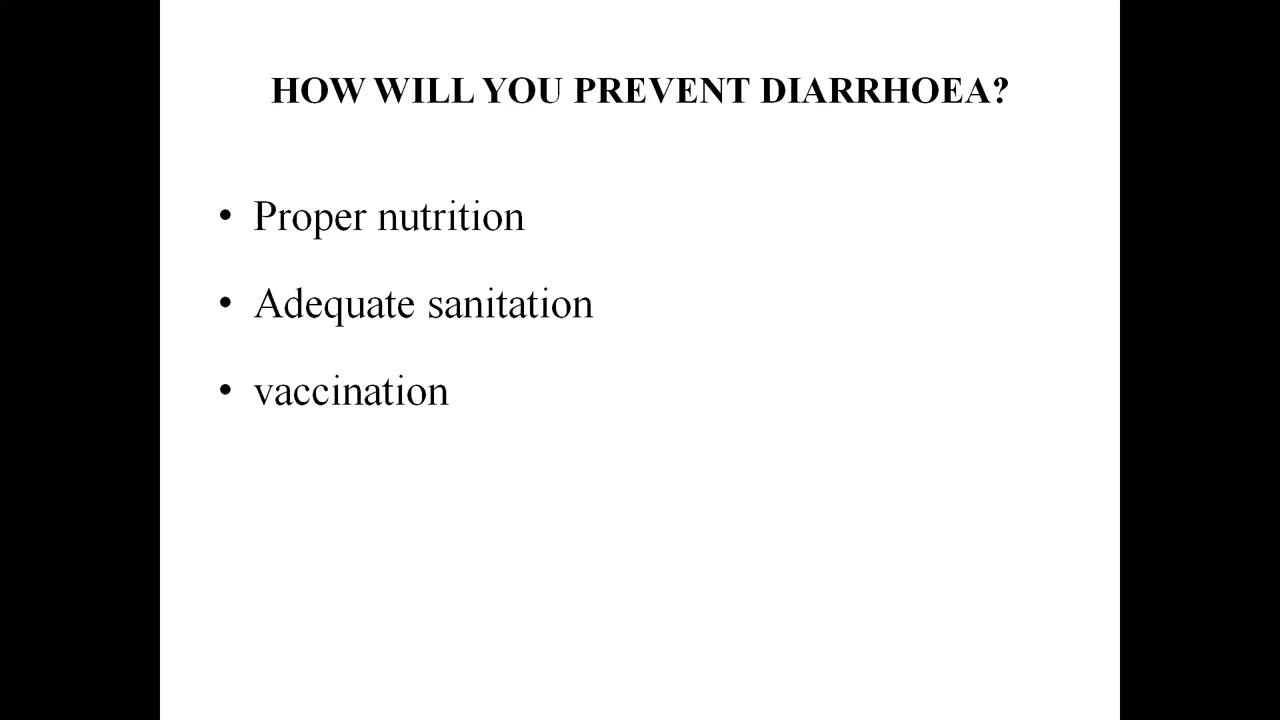 HOW WILL YOU PREVENT DIARRHOEA?
• Proper nutrition
• Adequate sanitation
• vaccination